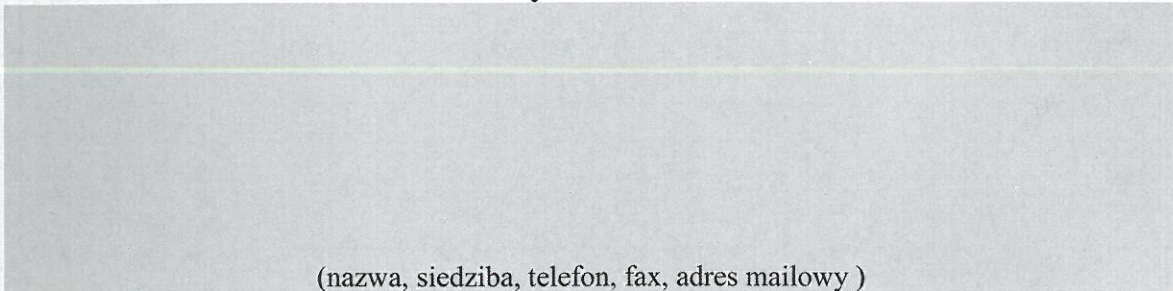 (nazwa, siedziba, telefon, fax, adres mailowy )